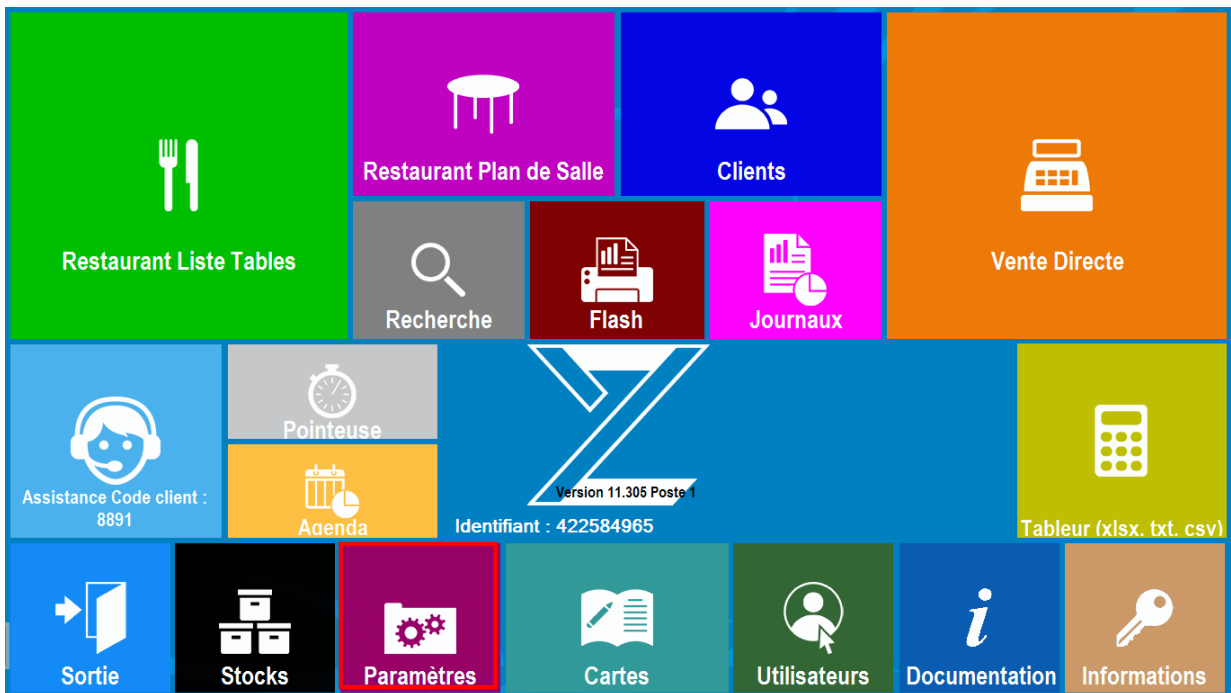 Restaurant Liste Tables
Restaurant Plan de Salle
Clients
Vente Directe
Recherche
Flash
Journaux
Assistance Code client :
8891
Pointeuse
Agenda
Version 11.305 Poste 1
Identifiant : 422584965
Tableur (xlsx, txt, csv)
Sortie
Stocks
Paramètres
Cartes
Utilisateurs
Documentation
Informations